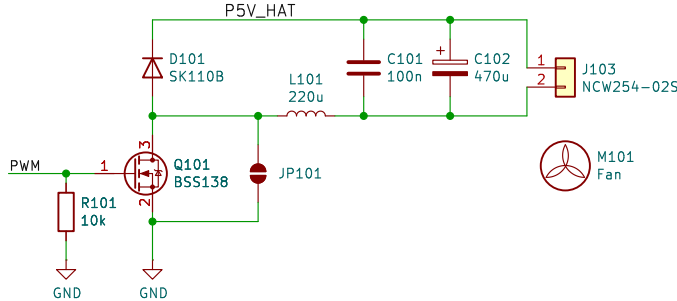 P5V_HAT
D101
SK110B
C101
100n
+
C102
470u
1
2
J103
NCW254-02S
L101
220u
3
1
2
Q101
BSS138
JP101
PWM
R101
10k
M101
Fan
GND
GND